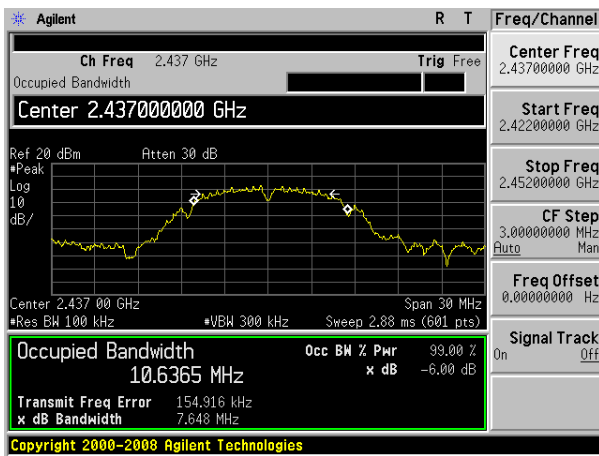 Agilent R T
Ch Freq 2.437 GHz Trig Free
Occupied Bandwidth
Center 2.437000000 GHz
Ref 20 dBm Atten 30 dB
#Peak
Log
10
dB/
Center 2.437 00 GHz Span 30 MHz
#Res BW 100 kHz #VBW 300 kHz Sweep 2.88 ms (601 pts)
Occupied Bandwidth Occ BW % Pwr 99.00 %
10.6365 MHz x dB -6.00 dB
Transmit Freq Error 154.916 kHz
x dB Bandwidth 7.648 MHz
Copyright 2000-2008 Agilent Technologies
Freq/Channel
Center Freq
2.43700000 GHz
Start Freq
2.42200000 GHz
Stop Freq
2.45200000 GHz
CF Step
3.00000000 MHz
Auto Man
Freq Offset
0.00000000 Hz
Signal Track
On Off